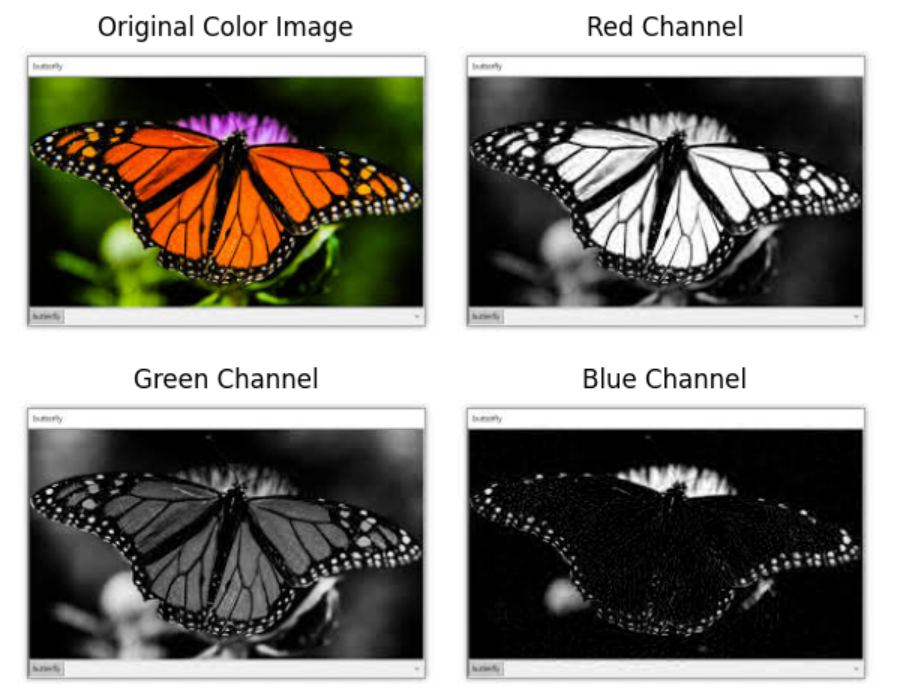 Original Color Image
Red Channel
butterfly
butterfly
butterfly
butterfly
Green Channel
Blue Channel
butterfly
butterfly
butterfly
butterfly